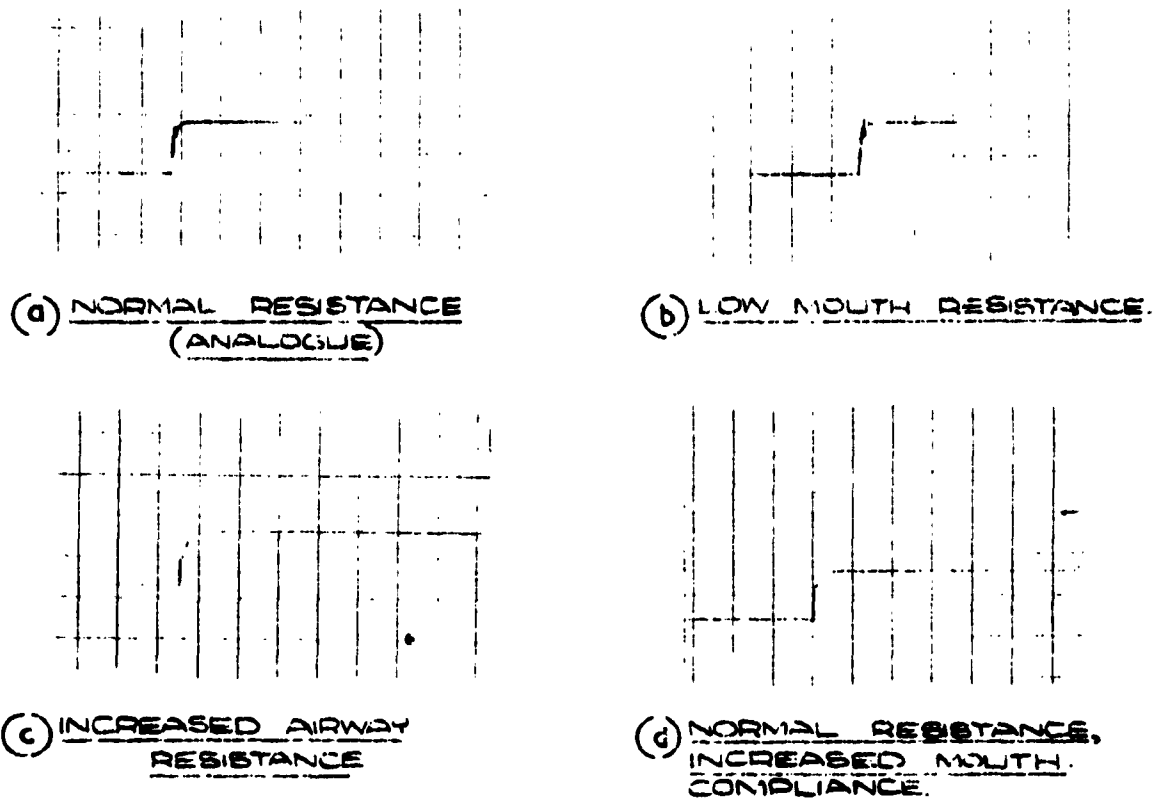 (a) NORMAL RESISTANCE
(ANALOGUE)
(b) LOW MOUTH RESISTANCE.
(c) INCREASED AIRWAY
RESISTANCE
(d) NORMAL RESISTANCE,
INCREASED MOUTH.
COMPLIANCE.